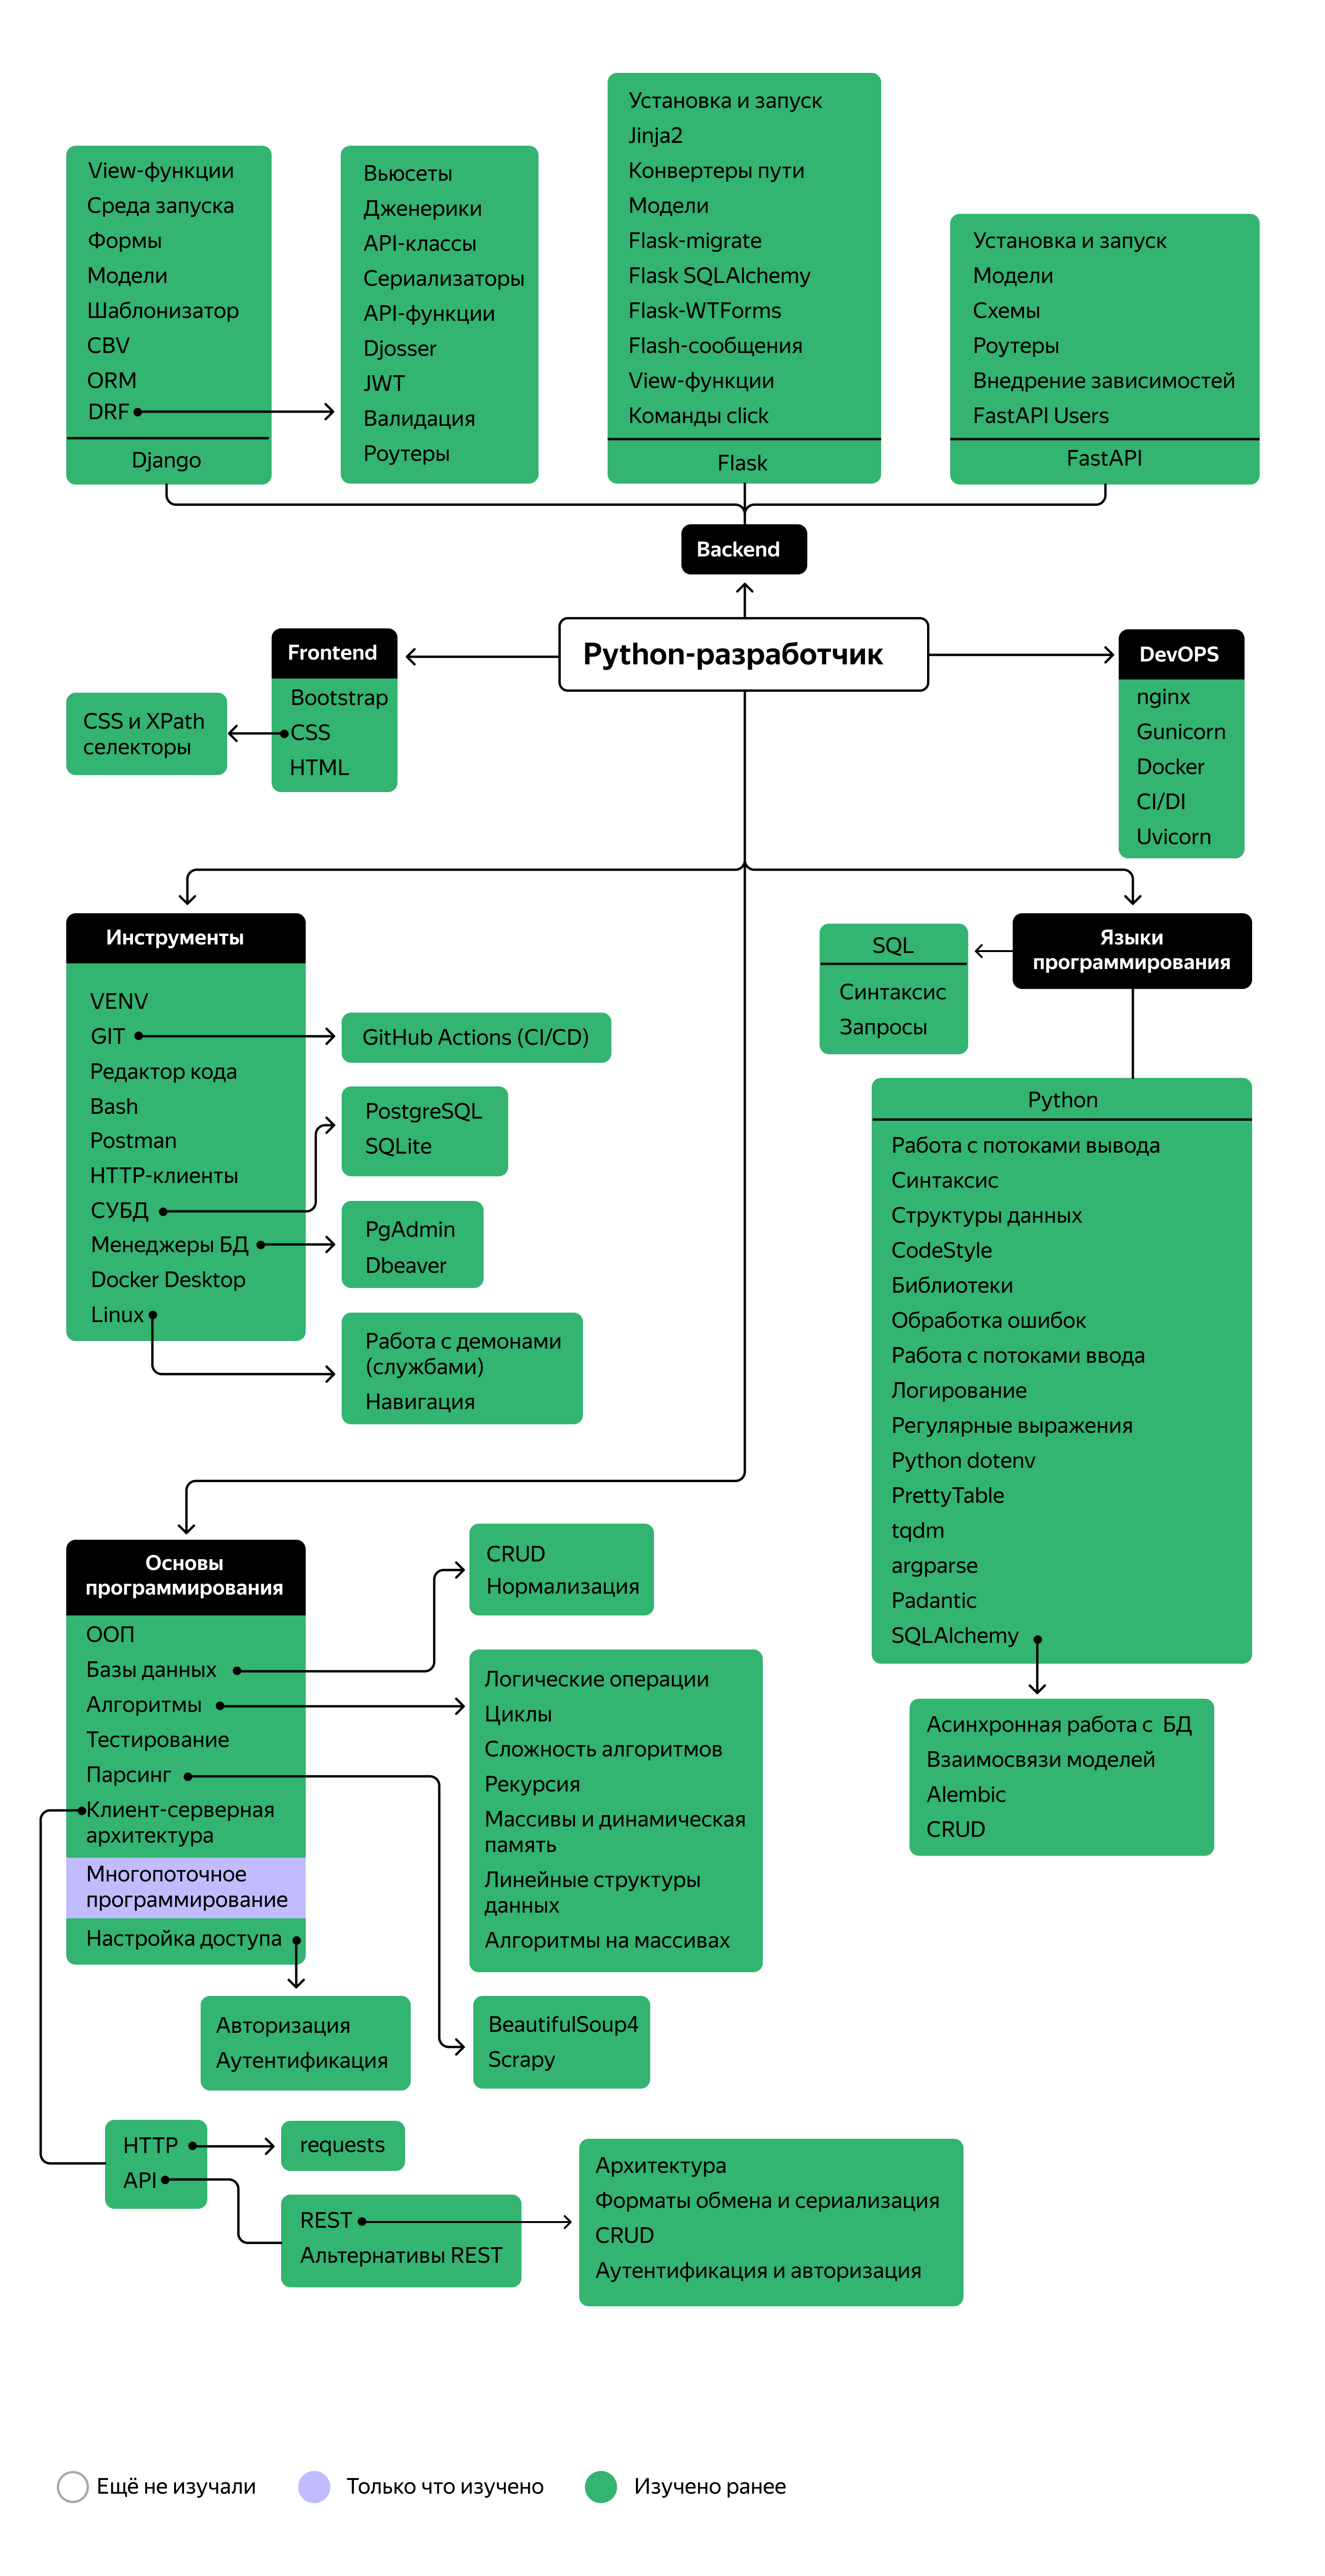 View-функции
Среда запуска
Формы
Модели
Шаблонизатор
CBV
ORM
DRF
Django
Вьюсеты
Дженерики
API-классы
Сериализаторы
API-функции
Djosser
JWT
Валидация
Роутеры
Установка и запуск
Jinja2
Конвертеры пути
Модели
Flask-migrate
Flask SQLAlchemy
Flask-WTForms
Flash-сообщения
View-функции
Команды click
Flask
Установка и запуск
Модели
Схемы
Роутеры
Внедрение зависимостей
FastAPI Users
FastAPI
Backend
Python-разработчик
Frontend
Bootstrap
CSS
HTML
CSS и XPath
селекторы
DevOPS
nginx
Gunicorn
Docker
CI/DI
Uvicorn
Инструменты
VENV
GIT
Редактор кода
Bash
Postman
HTTP-клиенты
СУБД
Менеджеры БД
Docker Desktop
Linux
GitHub Actions (CI/CD)
PostgreSQL
SQLite
PgAdmin
Dbeaver
Работа с демонами
(службами)
Навигация
Языки
программирования
SQL
Синтаксис
Запросы
Python
Работа с потоками вывода
Синтаксис
Структуры данных
CodeStyle
Библиотеки
Обработка ошибок
Работа с потоками ввода
Логирование
Регулярные выражения
Python dotenv
PrettyTable
tqdm
argparse
Padantic
SQLAlchemy
Асинхронная работа с БД
Взаимосвязи моделей
Alembic
CRUD
Основы
программирования
ООП
Базы данных
Алгоритмы
Тестирование
Парсинг
Клиент-серверная
архитектура
Многопоточное
программирование
Настройка доступа
CRUD
Нормализация
Логические операции
Циклы
Сложность алгоритмов
Рекурсия
Массивы и динамическая
память
Линейные структуры
данных
Алгоритмы на массивах
Авторизация
Аутентификация
BeautifulSoup4
Scrapy
HTTP
API
requests
REST
Альтернативы REST
Архитектура
Форматы обмена и сериализация
CRUD
Аутентификация и авторизация
Ещё не изучали
Только что изучено
Изучено ранее